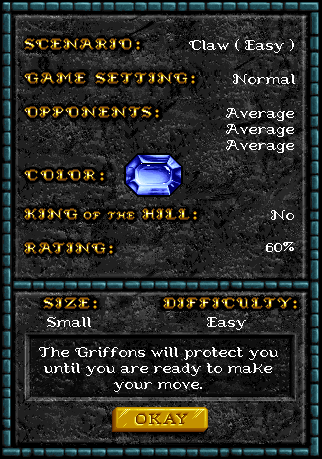 SCENARIO: Claw ( Easy )
GAME SETTING: Normal
OPPONENTS: Average
Average
Average
COLOR:
KING OF THE HILL: No
RATING: 60%
SIZE: DIFFICULTY:
Small Easy
The Griffons will protect you
until you are ready to make
your move.
OKAY